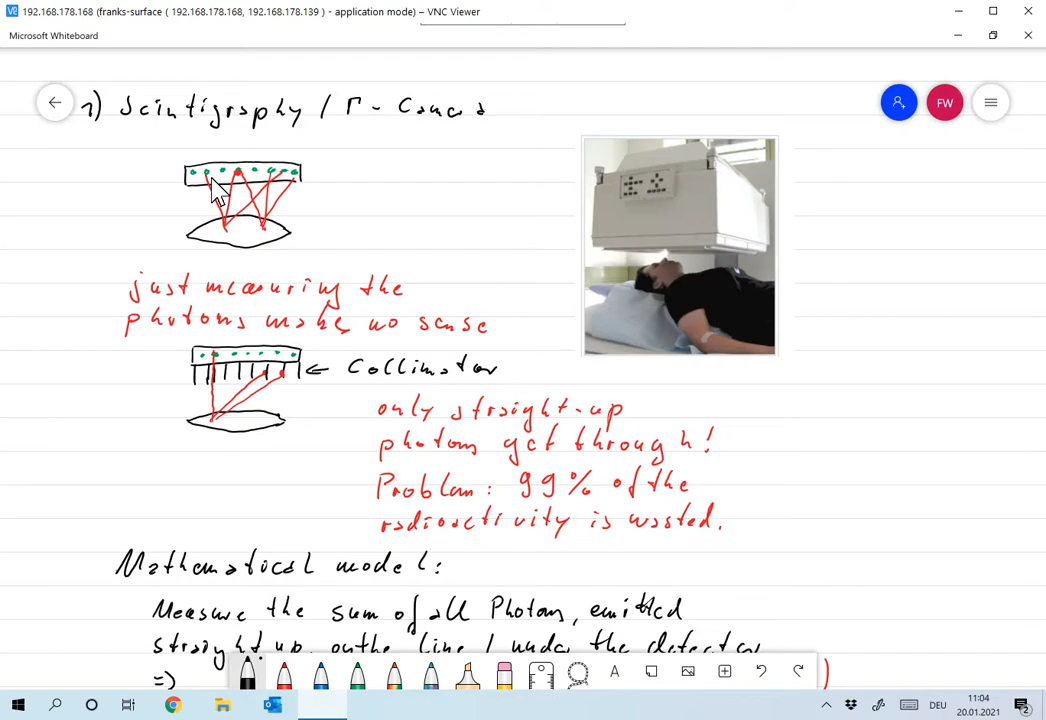 192.168.178.168 (franks-surface ( 192.168.178.168, 192.168.178.139 ) - application mode) – VNC Viewer
Microsoft Whiteboard
1) Scintigraphy / Γ-Camera
FW
just measuring the
photons make no sense
← Collimator
only straight-up
photons get through!
Problem: 99% of the
radioactivity is wasted.
Mathematical model:
Measure the sum of all Photons, emitted
straight up on the line l under the detector
=>
)
A
DEU
11:04
20.01.2021
2